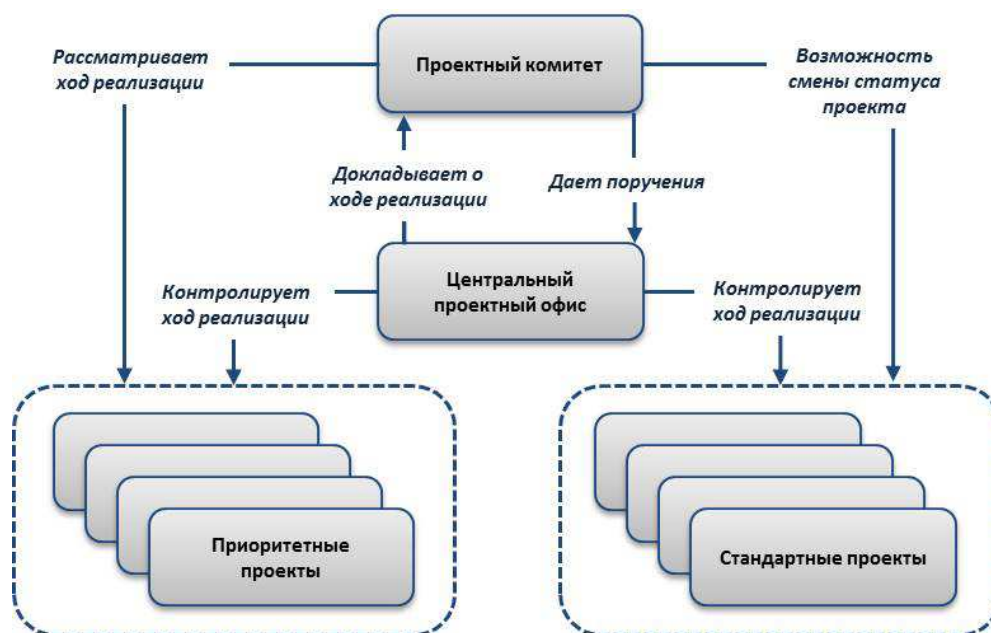 Рассматривает
ход реализации
Проектный комитет
Возможность
смены статуса
проекта
Докладывает о
ходе реализации
Дает поручения
Контролирует
ход реализации
Центральный
проектный офис
Контролирует
ход реализации
Приоритетные
проекты
Стандартные проекты